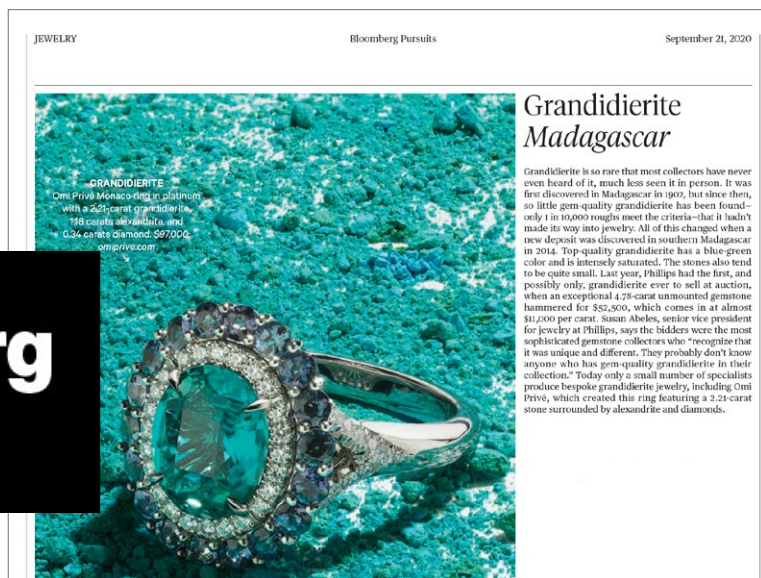 JEWELRY Bloomberg Pursuits September 21, 2020
GRANDIDIERITE
Omi Privé Monaco ring in platinum
with a 2.21-carat grandidierite,
1.18 carats alexandrite, and
0.34 carats diamond. $97,000;
omiprive.com
rg
Grandidierite
Madagascar
Grandidierite is so rare that most collectors have never
even heard of it, much less seen it in person. It was
first discovered in Madagascar in 1902, but since then,
so little gem-quality grandidierite has been found—
only 1 in 10,000 roughs meet the criteria—that it hadn't
made its way into jewelry. All of this changed when a
new deposit was discovered in southern Madagascar
in 2014. Top-quality grandidierite has a blue-green
color and is intensely saturated. The stones also tend
to be quite small. Last year, Phillips had the first, and
possibly only, grandidierite ever to sell at auction,
when an exceptional 4.78-carat unmounted gemstone
hammered for $52,500, which comes in at almost
$11,000 per carat. Susan Abeles, senior vice president
for jewelry at Phillips, says the bidders were the most
sophisticated gemstone collectors who “recognize that
it was unique and different. They probably don't know
anyone who has gem-quality grandidierite in their
collection.” Today only a small number of specialists
produce bespoke grandidierite jewelry, including Omi
Privé, which created this ring featuring a 2.21-carat
stone surrounded by alexandrite and diamonds.